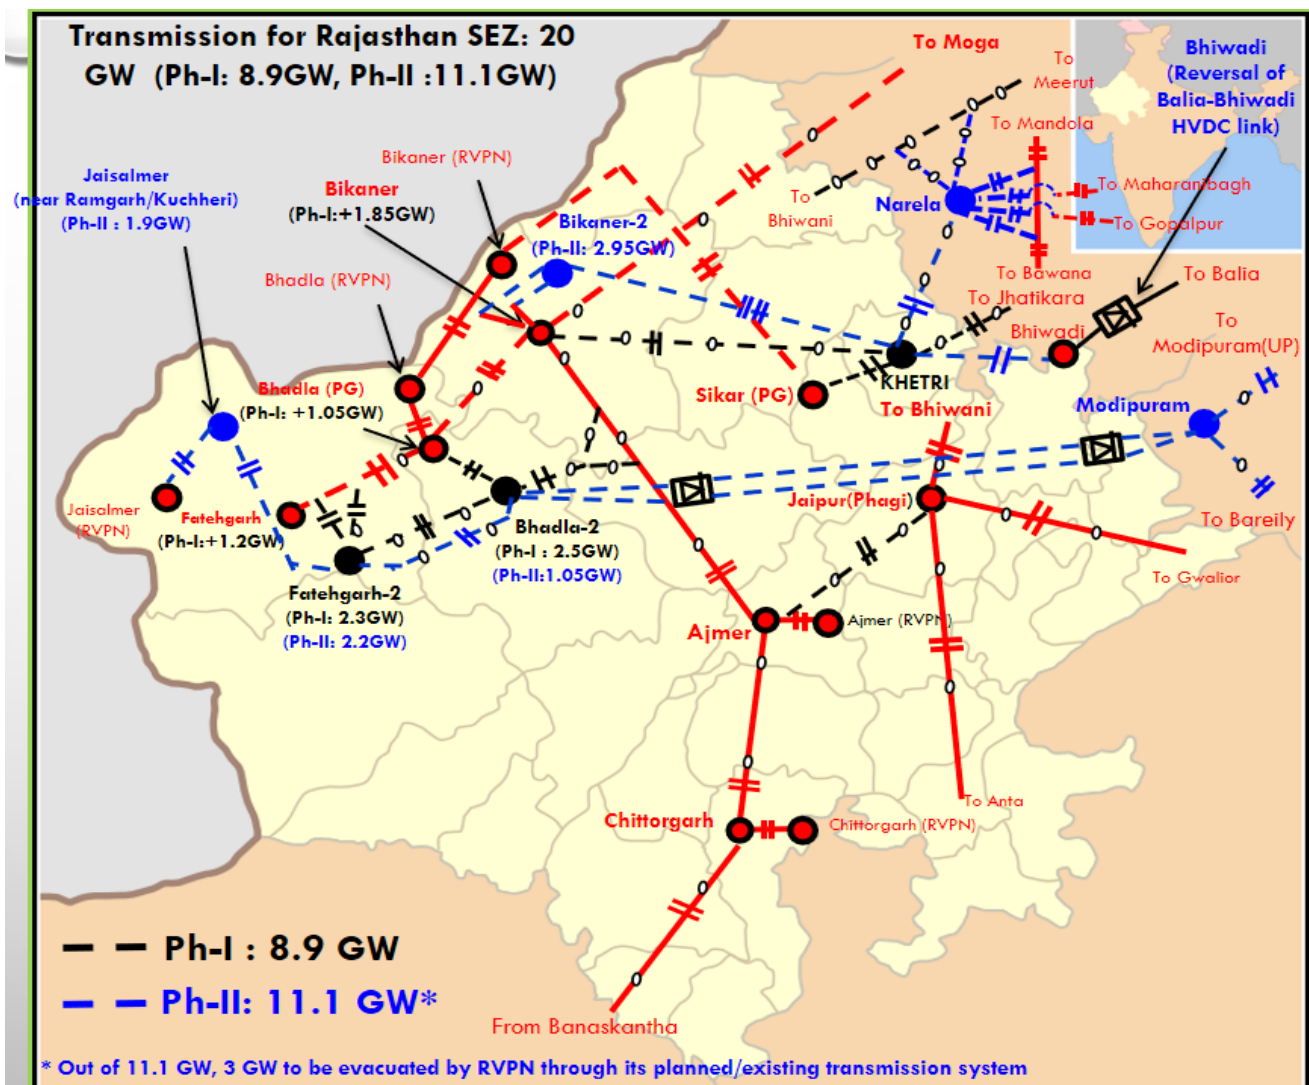 Transmission for Rajasthan SEZ: 20
GW (Ph-I: 8.9GW, Ph-II :11.1GW)
To Moga
To
Meerut
Bhiwadi
(Reversal of
Balia-Bhiwadi
HVDC link)
To Mandola
Bikaner (RVPN)
Jaisalmer
(near Ramgarh/Kuchheri)
(Ph-II : 1.9GW)
Bikaner
(Ph-I:+1.85GW)
To
Bhiwani
To Maharanibagh
Narela
To Gopalpur
Bikaner-2
(Ph-II: 2.95GW)
Bhadla (RVPN)
To Bawana
To Jhatikara
To Balia
Bhiwadi
To
Modipuram(UP)
Bhadla (PG)
(Ph-I: +1.05GW)
Sikar (PG)
KHETRI
To Bhiwani
Modipuram
Jaisalmer
(RVPN)
Fatehgarh
(Ph-I:+1.2GW)
Jaipur(Phagi)
To Bareily
Bhadla-2
(Ph-I : 2.5GW)
(Ph-II:1.05GW)
To Gwalior
Fatehgarh-2
(Ph-I: 2.3GW)
(Ph-II: 2.2GW)
Ajmer
Ajmer (RVPN)
To Anta
Chittorgarh
Chittorgarh (RVPN)
Ph-I : 8.9 GW
Ph-II: 11.1 GW*
From Banaskantha
* Out of 11.1 GW, 3 GW to be evacuated by RVPN through its planned/existing transmission system